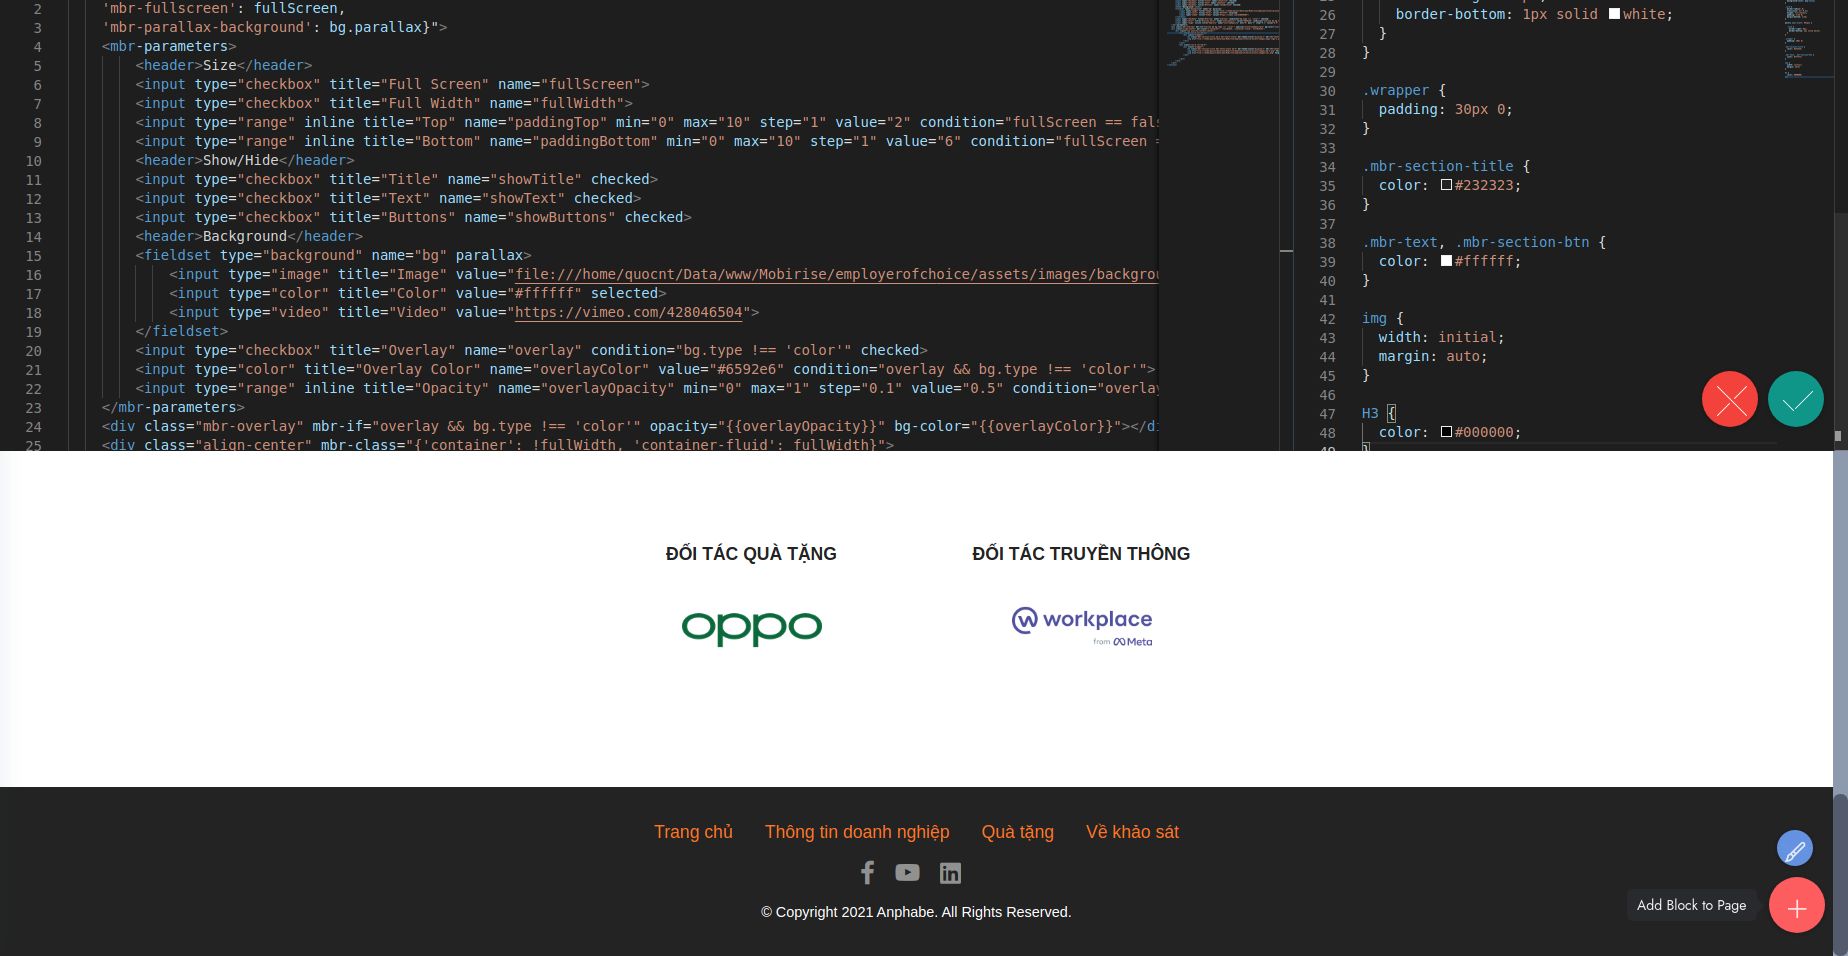 2 'mbr-fullscreen': fullScreen,
3 'mbr-parallax-background': bg.parallax}">
4 <mbr-parameters>
5 <header>Size</header>
6 <input type="checkbox" title="Full Screen" name="fullScreen">
7 <input type="checkbox" title="Full Width" name="fullWidth">
8 <input type="range" inline title="Top" name="paddingTop" min="0" max="10" step="1" value="2" condition="fullScreen == fals
9 <input type="range" inline title="Bottom" name="paddingBottom" min="0" max="10" step="1" value="6" condition="fullScreen =
10 <header>Show/Hide</header>
11 <input type="checkbox" title="Title" name="showTitle" checked>
12 <input type="checkbox" title="Text" name="showText" checked>
13 <input type="checkbox" title="Buttons" name="showButtons" checked>
14 <header>Background</header>
15 <fieldset type="background" name="bg" parallax>
16 <input type="image" title="Image" value="file:///home/quocnt/Data/www/Mobirise/employerofchoice/assets/images/backgrou
17 <input type="color" title="Color" value="#ffffff" selected>
18 <input type="video" title="Video" value="https://vimeo.com/428046504">
19 </fieldset>
20 <input type="checkbox" title="Overlay" name="overlay" condition="bg.type !== 'color'" checked>
21 <input type="color" title="Overlay Color" name="overlayColor" value="#6592e6" condition="overlay && bg.type !== 'color'">
22 <input type="range" inline title="Opacity" name="overlayOpacity" min="0" max="1" step="0.1" value="0.5" condition="overlay
23 </mbr-parameters>
24 <div class="mbr-overlay" mbr-if="overlay && bg.type !== 'color'" opacity="{{overlayOpacity}}" bg-color="{{overlayColor}}"></di
25 <div class="align-center" mbr-class="{'container': !fullWidth, 'container-fluid': fullWidth}">
26 border-bottom: 1px solid white;
27 }
28 }
29
30 .wrapper {
31 padding: 30px 0;
32 }
33
34 .mbr-section-title {
35 color: #232323;
36 }
37
38 .mbr-text, .mbr-section-btn {
39 color: #ffffff;
40 }
41
42 img {
43 width: initial;
44 margin: auto;
45 }
46
47 H3 {
48 color: #000000;
49 }
ĐỐI TÁC QUÀ TẶNG
ĐỐI TÁC TRUYỀN THÔNG
oppo
workplace
from Meta
Trang chủ Thông tin doanh nghiệp Quà tặng Về khảo sát
© Copyright 2021 Anphabe. All Rights Reserved.
Add Block to Page